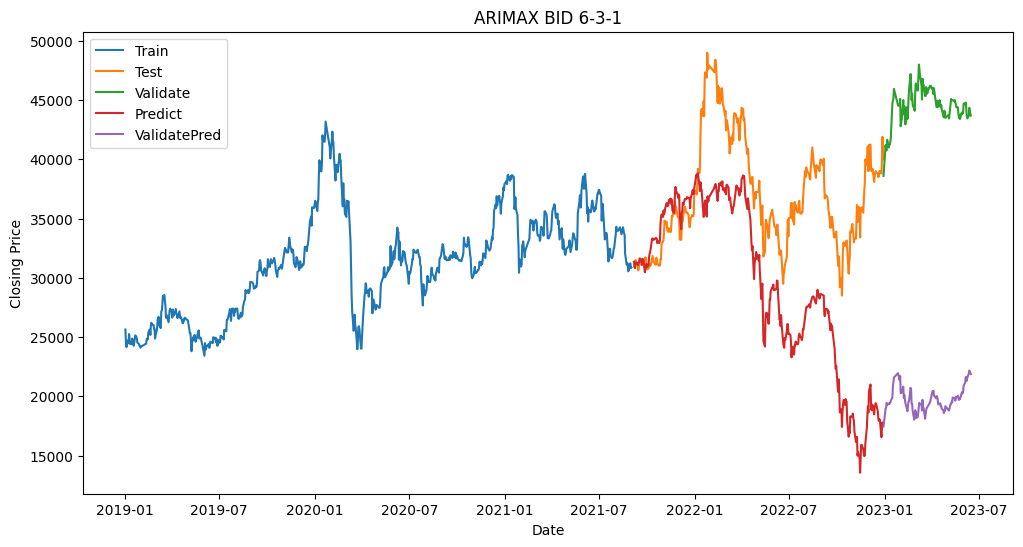 ARIMAX BID 6-3-1
50000
45000
40000
35000
30000
25000
20000
15000
Closing Price
Train
Test
Validate
Predict
ValidatePred
2019-01
2019-07
2020-01
2020-07
2021-01
2021-07
2022-01
2022-07
2023-01
2023-07
Date